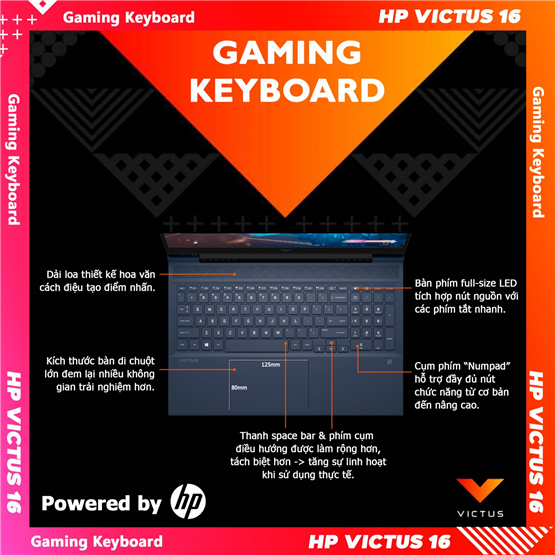 Gaming Keyboard
HP VICTUS 16
GAMING
KEYBOARD
Gaming Keyboard
Gaming Keyboard
Dải loa thiết kế hoa văn
cách điệu tạo điểm nhấn.
Bàn phím full-size LED
tích hợp nút nguồn với
các phím tắt nhanh.
Kích thước bàn di chuột
lớn đem lại nhiều không
gian trải nghiệm hơn.
VICTUS
125mm
80mm
Cụm phím “Numpad”
hỗ trợ đầy đủ nút
chức năng từ cơ bản
đến nâng cao.
Thanh space bar & phím cụm
điều hướng được làm rộng hơn,
tách biệt hơn -> tăng sự linh hoạt
khi sử dụng thực tế.
HP VICTUS 16
HP VICTUS 16
Powered by hp
VICTUS
Gaming Keyboard
HP VICTUS 16